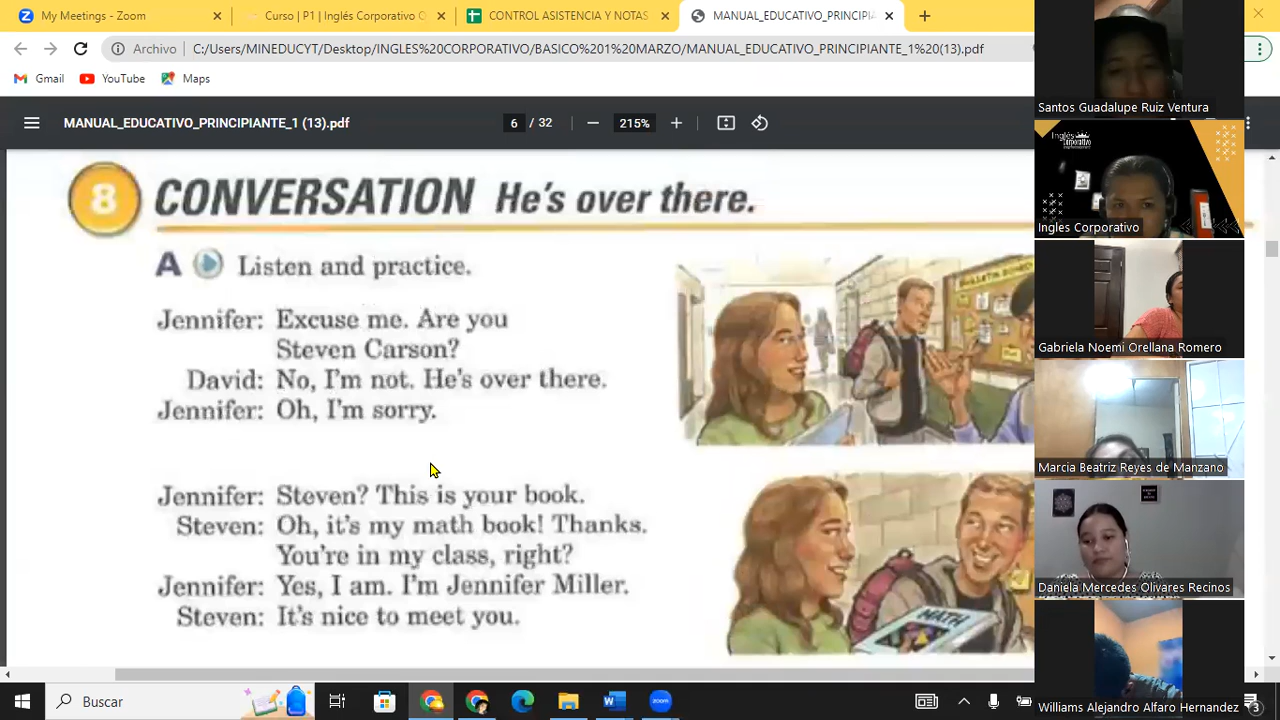 My Meetings - Zoom
Curso | P1 | Inglés Corporativo
CONTROL ASISTENCIA Y NOTAS
MANUAL_EDUCATIVO_PRINCIPIA
Archivo
C:/Users/MINEDUCYT/Desktop/INGLES%20CORPORATIVO/BASICO%201%20MARZO/MANUAL_EDUCATIVO_PRINCIPIANTE_1%20(13).pdf
Gmail
YouTube
Maps
MANUAL_EDUCATIVO_PRINCIPIANTE_1 (13).pdf
6 / 32
215%
8 CONVERSATION He's over there.
A Listen and practice.
Jennifer: Excuse me. Are you
Steven Carson?
David: No, I'm not. He's over there.
Jennifer: Oh, I'm sorry.
Jennifer: Steven? This is your book.
Steven: Oh, it's my math book! Thanks.
You're in my class, right?
Jennifer: Yes, I am. I'm Jennifer Miller.
Steven: It's nice to meet you.
MATH
Santos Guadalupe Ruiz Ventura
Inglés
Corporativo
Ingles Corporativo
Gabriela Noemi Orellana Romero
Marcia Beatriz Reyes de Manzano
Daniela Mercedes Olivares Recinos
Williams Alejandro Alfaro Hernandez
Buscar
zoom
3